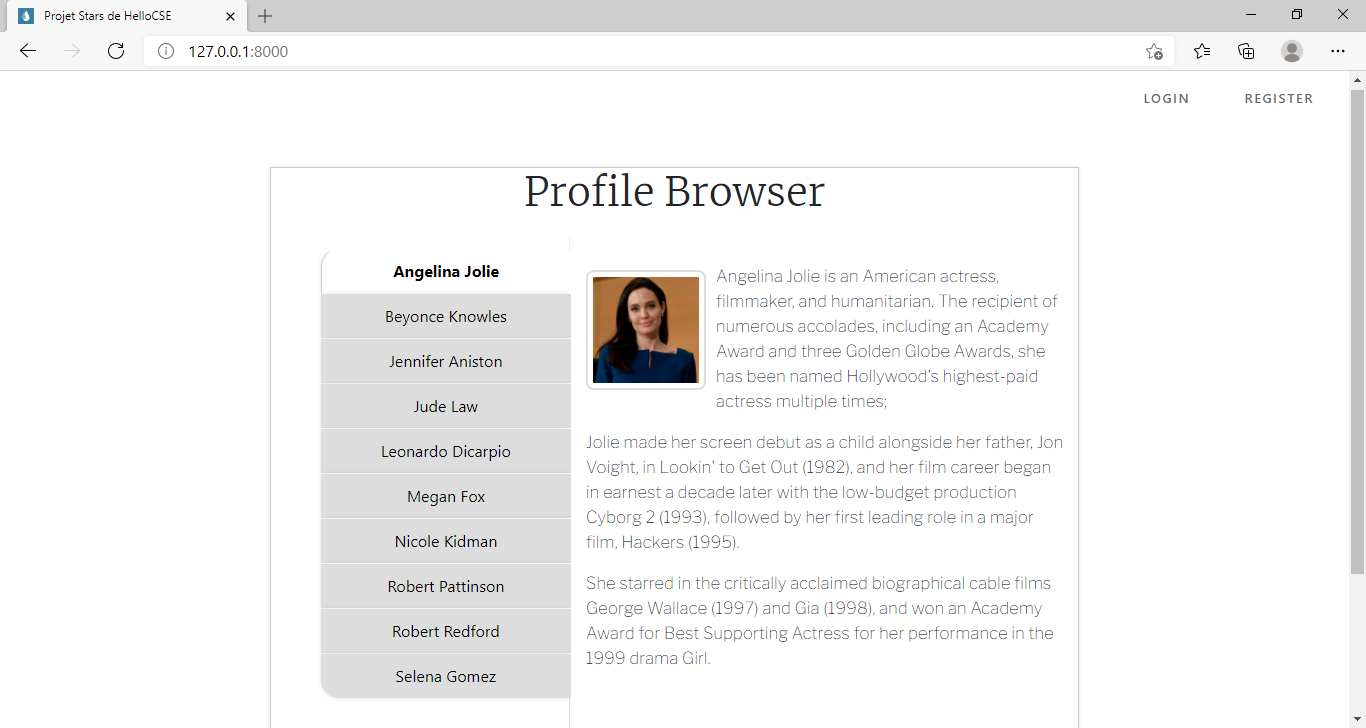 Projet Stars de HelloCSE
127.0.0.1:8000
LOGIN
REGISTER
Profile Browser
Angelina Jolie
Beyonce Knowles
Jennifer Aniston
Jude Law
Leonardo Dicarpio
Megan Fox
Nicole Kidman
Robert Pattinson
Robert Redford
Selena Gomez
Angelina Jolie is an American actress,
filmmaker, and humanitarian. The recipient of
numerous accolades, including an Academy
Award and three Golden Globe Awards, she
has been named Hollywood's highest-paid
actress multiple times;
Jolie made her screen debut as a child alongside her father, Jon
Voight, in Lookin' to Get Out (1982), and her film career began
in earnest a decade later with the low-budget production
Cyborg 2 (1993), followed by her first leading role in a major
film, Hackers (1995).
She starred in the critically acclaimed biographical cable films
George Wallace (1997) and Gia (1998), and won an Academy
Award for Best Supporting Actress for her performance in the
1999 drama Girl.